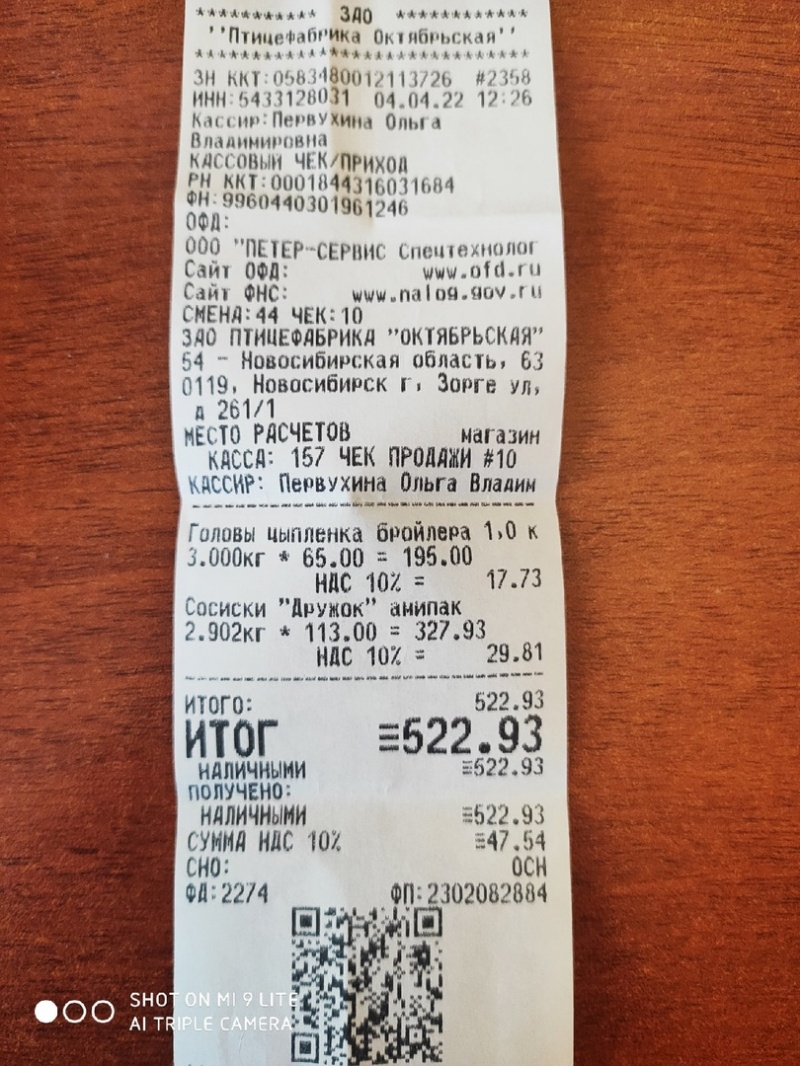 ********** ЗАО ***********
''Птицефабрика Октябрьская''
****************************
ЗН ККТ:0583480012113726 #2358
ИНН:5433128031 04.04.22 12:26
Кассир:Первухина Ольга
Владимировна
КАССОВЫЙ ЧЕК/ПРИХОД
РН ККТ:0001844316031684
ФН:9960440301961246
ОФД:
ООО "ПЕТЕР-СЕРВИС Спецтехнолог
Сайт ОФД: www.ofd.ru
Сайт ФНС: www.nalog.gov.ru
СМЕНА:44 ЧЕК:10
ЗАО ПТИЦЕФАБРИКА "ОКТЯБРЬСКАЯ"
54 - Новосибирская область, 63
0119, Новосибирск г, Зорге ул,
д 261/1
МЕСТО РАСЧЕТОВ магазин
КАССА: 157 ЧЕК ПРОДАЖИ #10
КАССИР: Первухина Ольга Владим
Головы цыпленка бройлера 1,0 к
3.000кг * 65.00 = 195.00
НДС 10% = 17.73
Сосиски "Дружок" амипак
2.902кг * 113.00 = 327.93
НДС 10% = 29.81
ИТОГО: 522.93
ИТОГ ≡522.93
НАЛИЧНЫМИ ≡522.93
ПОЛУЧЕНО:
НАЛИЧНЫМИ ≡522.93
СУММА НДС 10% ≡47.54
СНО: ОСН
ФД:2274 ФП:2302082884
SHOT ON MI 9 LITE
AI TRIPLE CAMERA